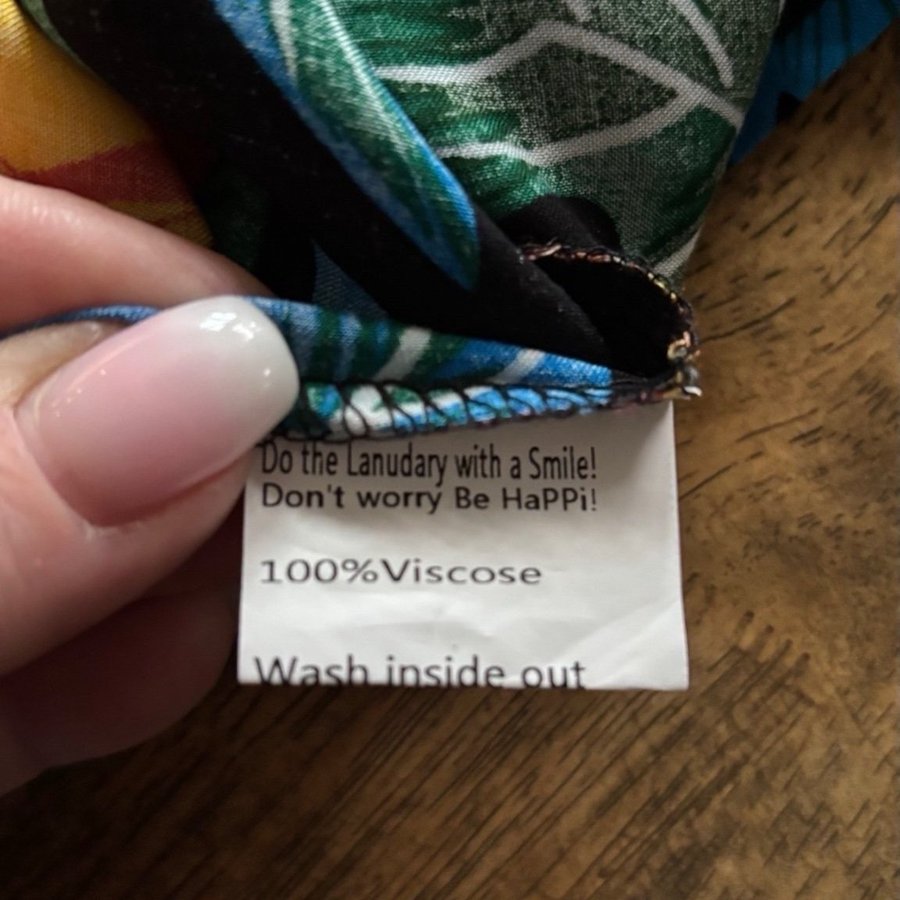 Do the Lanudary with a Smile!
Don't worry Be HaPPi!
100%Viscose
Wash inside out